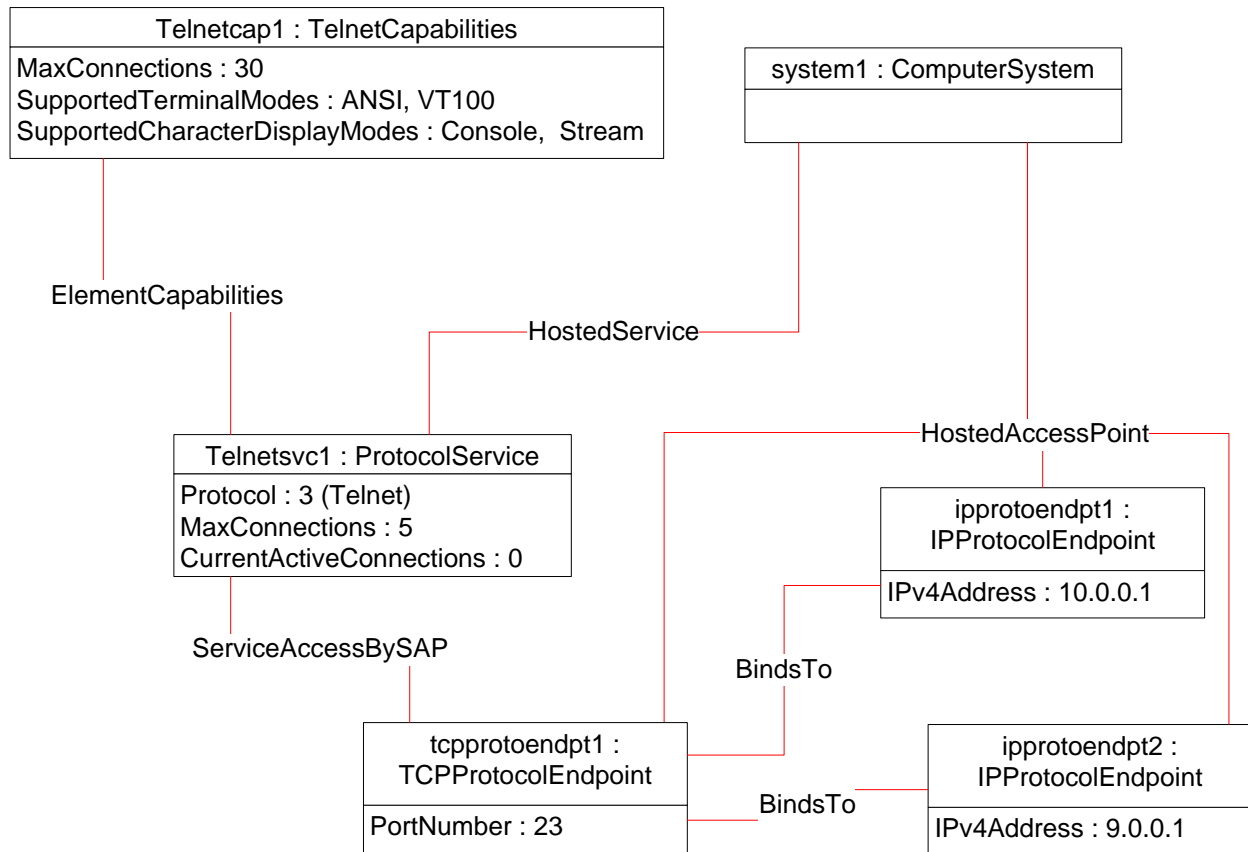 Telnetcap1 : TelnetCapabilities
MaxConnections : 30
SupportedTerminalModes : ANSI, VT100
SupportedCharacterDisplayModes : Console,  Stream
system1 : ComputerSystem
ElementCapabilities
HostedService
Telnetsvc1 : ProtocolService
Protocol : 3 (Telnet)
MaxConnections : 5
CurrentActiveConnections : 0
HostedAccessPoint
ipprotoendpt1 :
IPProtocolEndpoint
IPv4Address : 10.0.0.1
ServiceAccessBySAP
BindsTo
tcpprotoendpt1 :
TCPProtocolEndpoint
PortNumber : 23
BindsTo
ipprotoendpt2 :
IPProtocolEndpoint
IPv4Address : 9.0.0.1